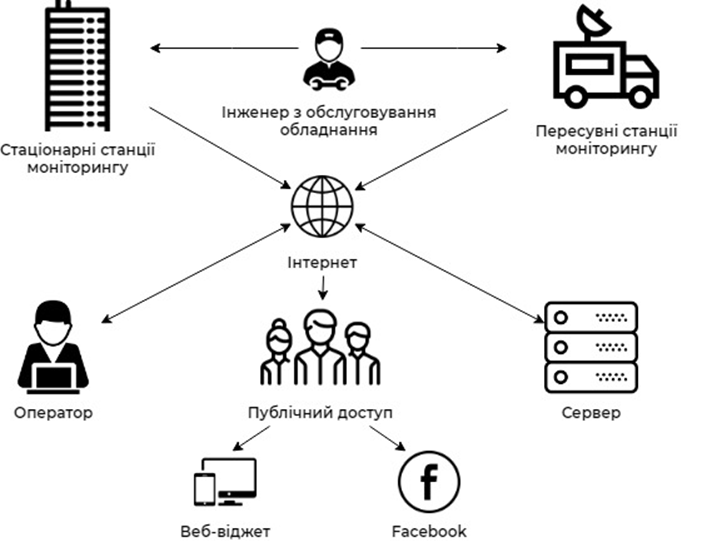 Інженер з обслуговування
обладнання
Стаціонарні станції
моніторингу
Пересувні станції
моніторингу
Інтернет
Оператор
Публічний доступ
Сервер
Веб-віджет
Facebook